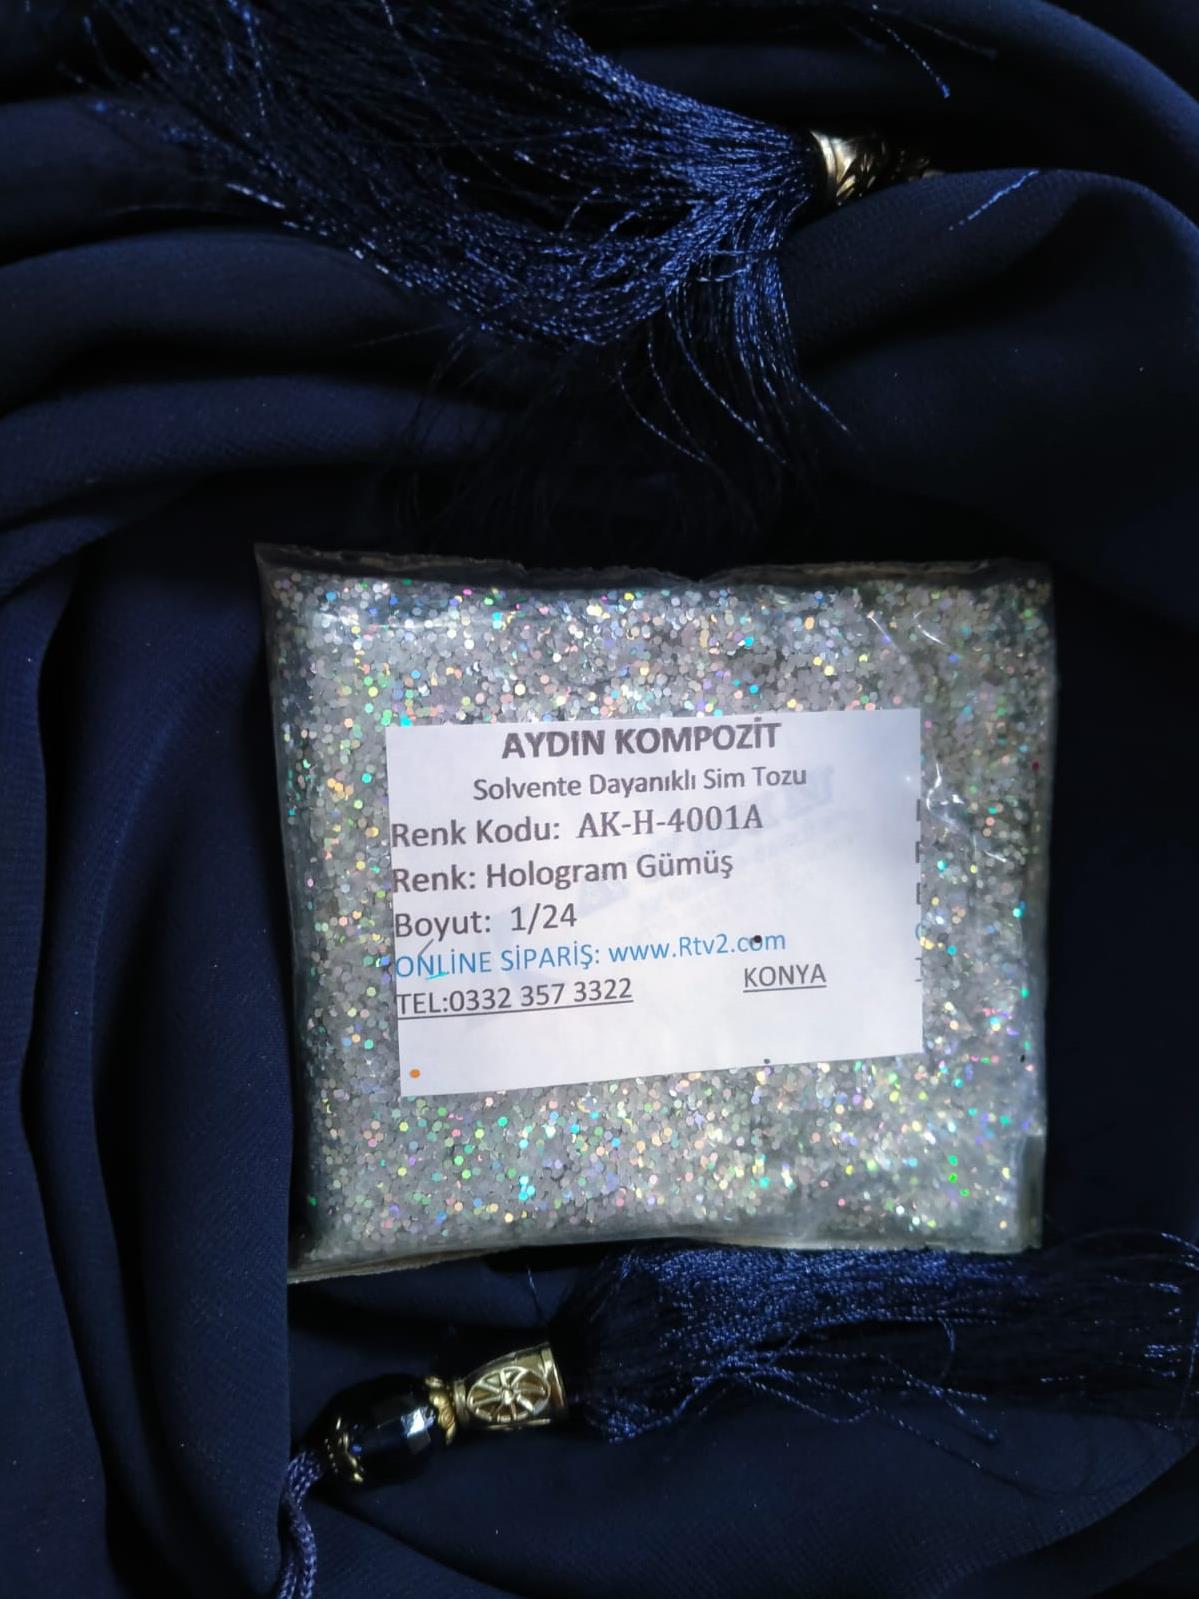 AYDIN KOMPOZİT
Solvente Dayanıklı Sim Tozu
Renk Kodu: AK-H-4001A
Renk: Hologram Gümüş
Boyut: 1/24
ONLİNE SİPARİŞ: www.Rtv2.com
TEL:0332 357 3322 KONYA